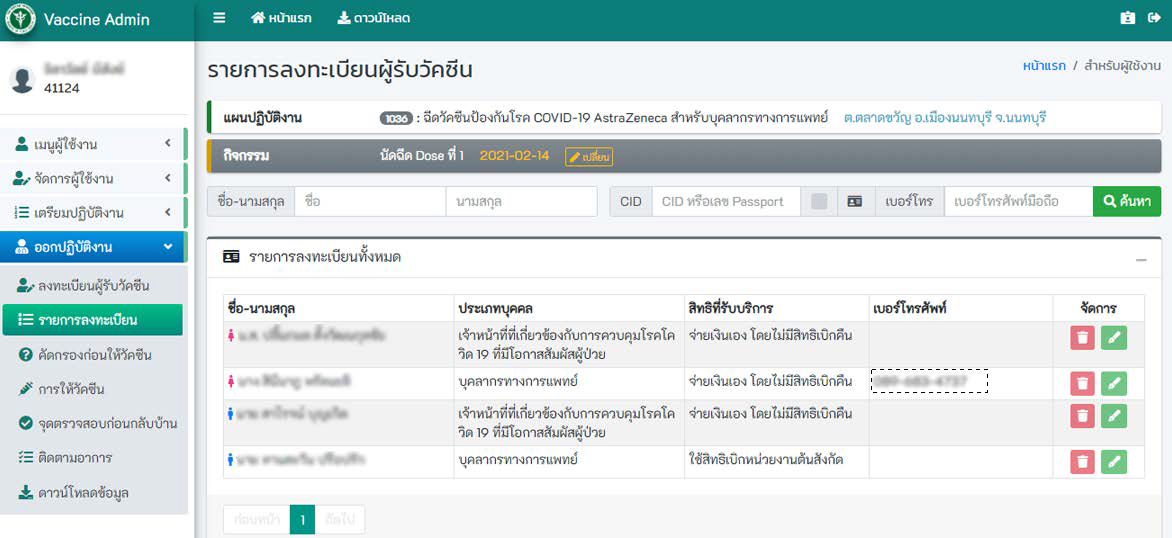 Vaccine Admin
หน้าแรก ดาวน์โหลด
41124
เมนูผู้ใช้งาน
จัดการผู้ใช้งาน
เตรียมปฏิบัติงาน
ออกปฏิบัติงาน
ลงทะเบียนผู้รับวัคซีน
รายการลงทะเบียน
คัดกรองก่อนให้วัคซีน
การให้วัคซีน
จุดตรวจสอบก่อนกลับบ้าน
ติดตามอาการ
ดาวน์โหลดข้อมูล
รายการลงทะเบียนผู้รับวัคซีน
หน้าแรก / สำหรับผู้ใช้งาน
แผนปฏิบัติงาน 1036 : ฉีดวัคซีนป้องกันโรค COVID-19 AstraZeneca สำหรับบุคลากรทางการแพทย์ ต.ตลาดขวัญ อ.เมืองนนทบุรี จ.นนทบุรี
กิจกรรม นัดฉีด Dose ที่ 1 2021-02-14 เปลี่ยน
ชื่อ-นามสกุล ชื่อ นามสกุล CID CID หรือเลข Passport เบอร์โทร เบอร์โทรศัพท์มือถือ ค้นหา
รายการลงทะเบียนทั้งหมด
ชื่อ-นามสกุล ประเภทบุคคล สิทธิที่รับบริการ เบอร์โทรศัพท์ จัดการ
เจ้าหน้าที่ที่เกี่ยวข้องกับการควบคุมโรคโค จ่ายเงินเอง โดยไม่มีสิทธิเบิกคืน
วิด 19 ที่มีโอกาสสัมผัสผู้ป่วย
บุคลากรทางการแพทย์ จ่ายเงินเอง โดยไม่มีสิทธิเบิกคืน
เจ้าหน้าที่ที่เกี่ยวข้องกับการควบคุมโรคโค จ่ายเงินเอง โดยไม่มีสิทธิเบิกคืน
วิด 19 ที่มีโอกาสสัมผัสผู้ป่วย
บุคลากรทางการแพทย์ ใช้สิทธิเบิกหน่วยงานต้นสังกัด
ก่อนหน้า 1 ถัดไป